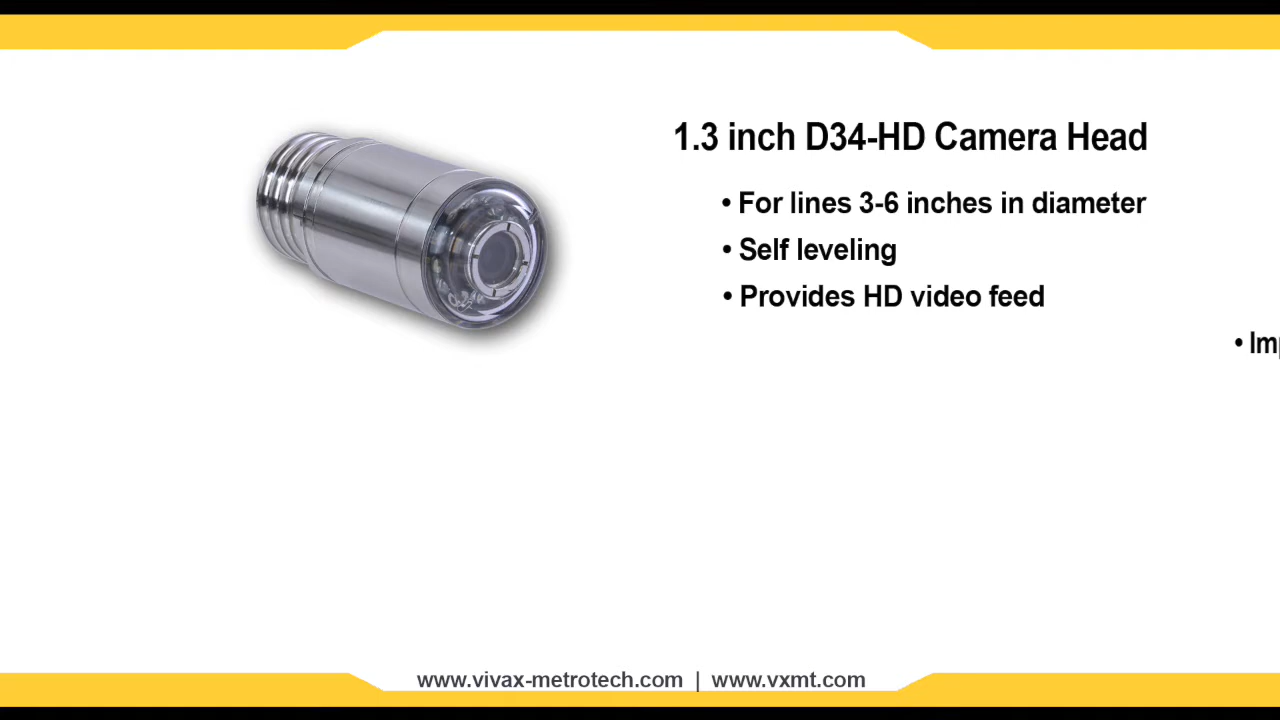 1.3 inch D34-HD Camera Head
• For lines 3-6 inches in diameter
• Self leveling
• Provides HD video feed
www.vivax-metrotech.com | www.vxmt.com